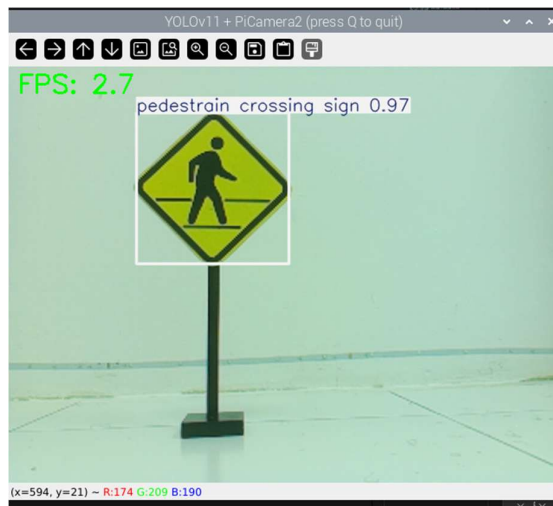 YOLOv11 + PiCamera2 (press Q to quit)
FPS: 2.7
pedestrain crossing sign 0.97
(x=594, y=21) ~ R:174 G:209 B:190